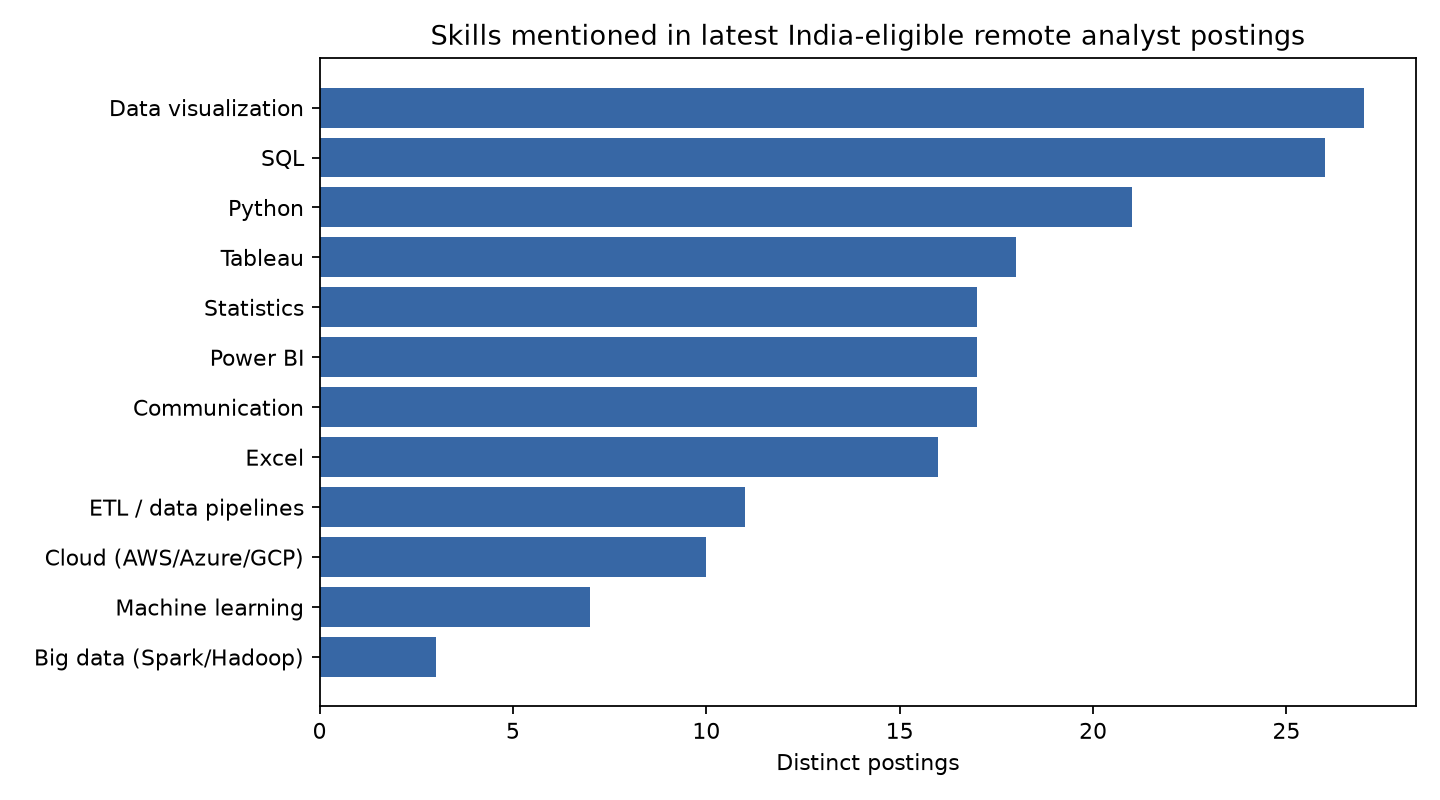 Skills mentioned in latest India-eligible remote analyst postings
Data visualization
SQL
Python
Tableau
Statistics
Power BI
Communication
Excel
ETL / data pipelines
Cloud (AWS/Azure/GCP)
Machine learning
Big data (Spark/Hadoop)
0 5 10 15 20 25
Distinct postings